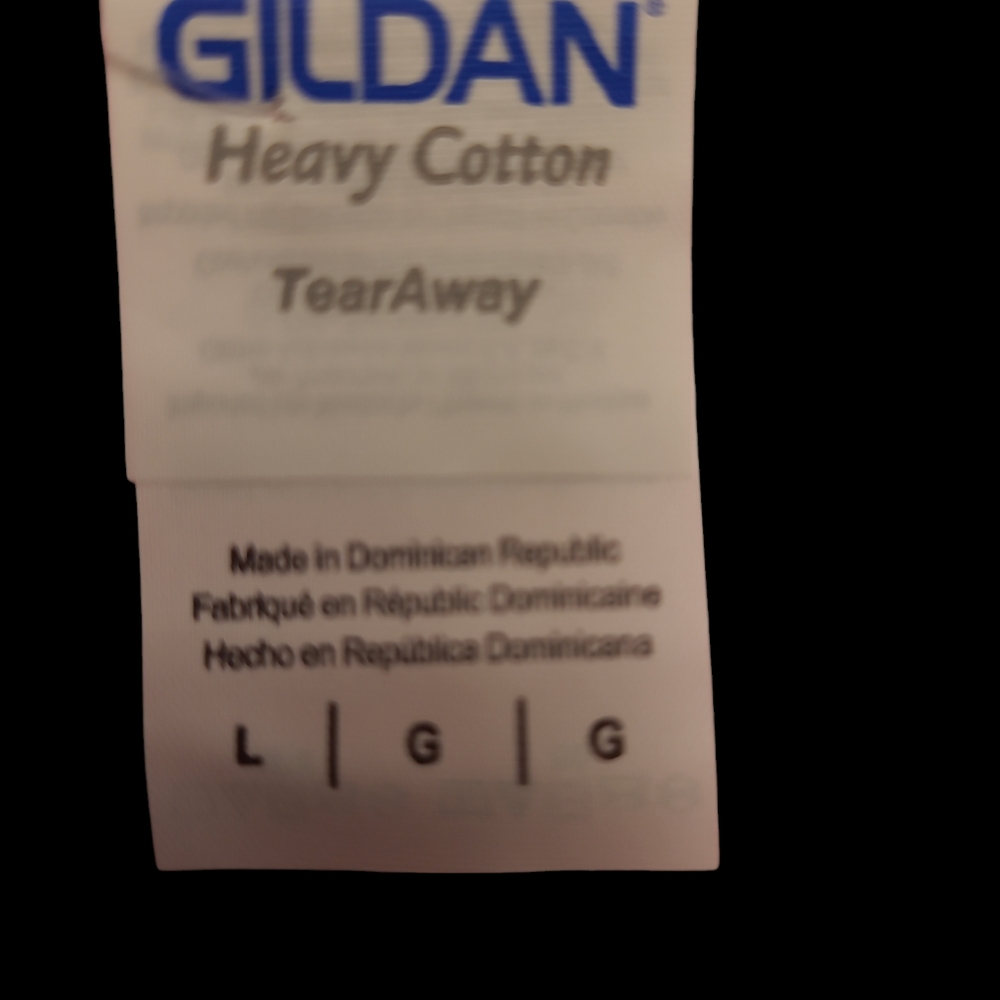 GILDAN®
Heavy Cotton
TearAway
Made in Dominican Republic
Fabriqué en Républic Dominicaine
Hecho en República Dominicana
L | G | G